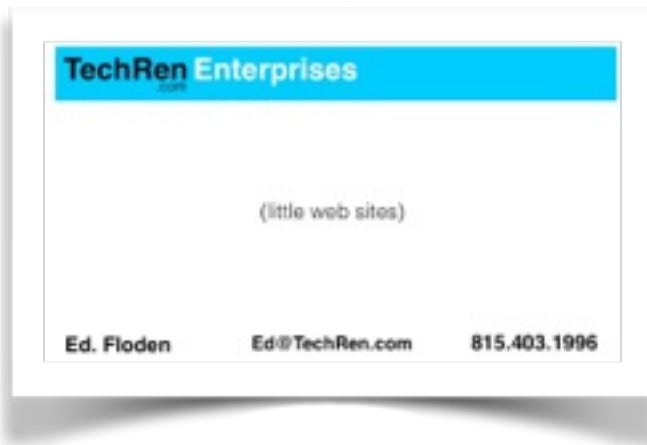 TechRen Enterprises
.com
(little web sites)
Ed. Floden Ed@TechRen.com 815.403.1996